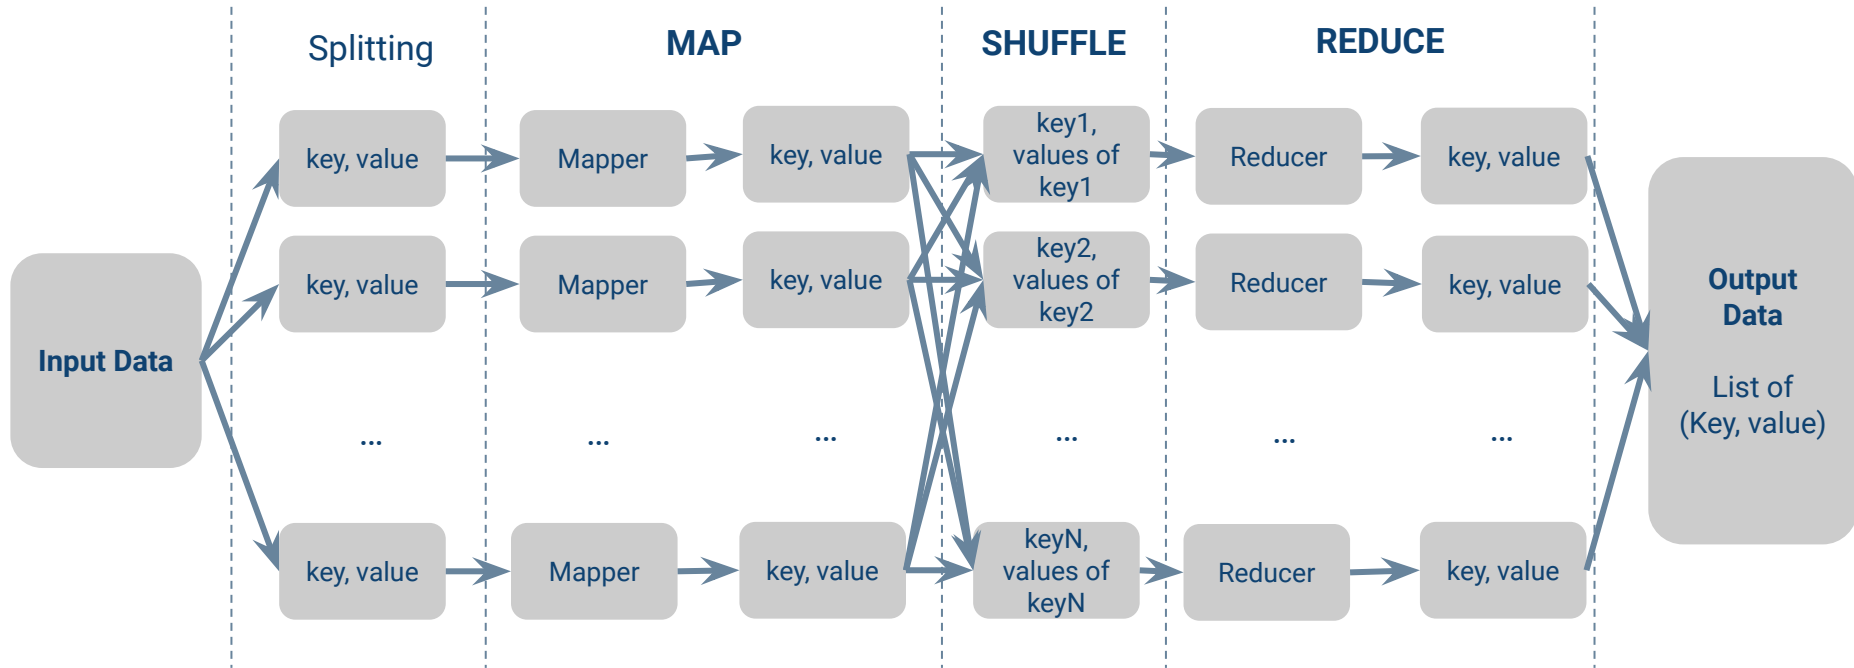 Splitting
MAP
SHUFFLE
REDUCE
key, value
Mapper
key, value
key1,
values of
key1
Reducer
key, value
key, value
Mapper
key, value
key2,
values of
key2
Reducer
key, value
Input Data
Output
Data
List of
(Key, value)
...
...
...
...
...
...
key, value
Mapper
key, value
keyN,
values of
keyN
Reducer
key, value